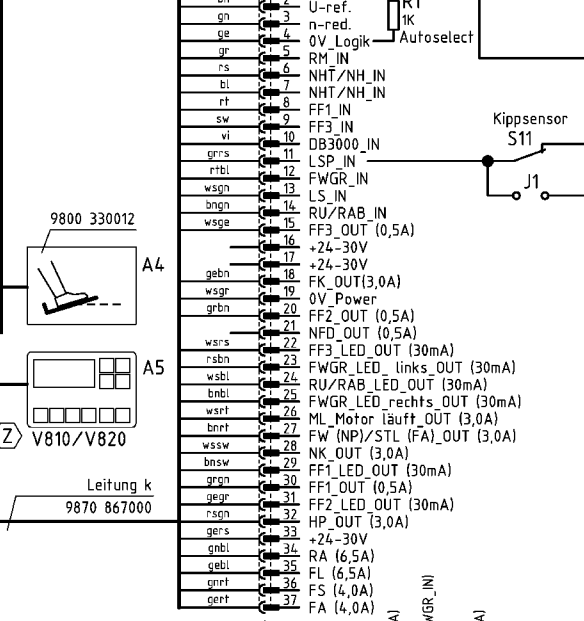 2 U-ref.
gn 3 n-red.
ge 4 0V_Logik
gr 5 RM_IN
rs 6 NHT/NH_IN
bl 7 NHT/NH_IN
rt 8 FF1_IN
sw 9 FF3_IN
vi 10 DB3000_IN
grrs 11 LSP_IN
rtbl 12 FWGR_IN
wsgn 13 LS_IN
bngn 14 RU/RAB_IN
wsge 15 FF3_OUT (0,5A)
16 +24-30V
17 +24-30V
gebn 18 FK_OUT(3,0A)
wsgr 19 0V_Power
grbn 20 FF2_OUT (0,5A)
21 NFD_OUT (0,5A)
wsrs 22 FF3_LED_OUT (30mA)
rsbn 23 FWGR_LED_ links_OUT (30mA)
wsbl 24 RU/RAB_LED_OUT (30mA)
bnbl 25 FWGR_LED_rechts_OUT (30mA)
wsrt 26 ML_Motor läuft_OUT (3,0A)
bnrt 27 FW (NP)/STL (FA)_OUT (3,0A)
wssw 28 NK_OUT (3,0A)
bnsw 29 FF1_LED_OUT (30mA)
grgn 30 FF1_OUT (0,5A)
gegr 31 FF2_LED_OUT (30mA)
rsgn 32 HP_OUT (3,0A)
gers 33 +24-30V
gnbl 34 RA (6,5A)
gebl 35 FL (6,5A)
gnrt 36 FS (4,0A)
gert 37 FA (4,0A)
R1
1K
Autoselect
Kippsensor
S11
J1
9800 330012
A4
A5
Z V810/V820
Leitung k
9870 867000
WGR_IN)
A)
A)